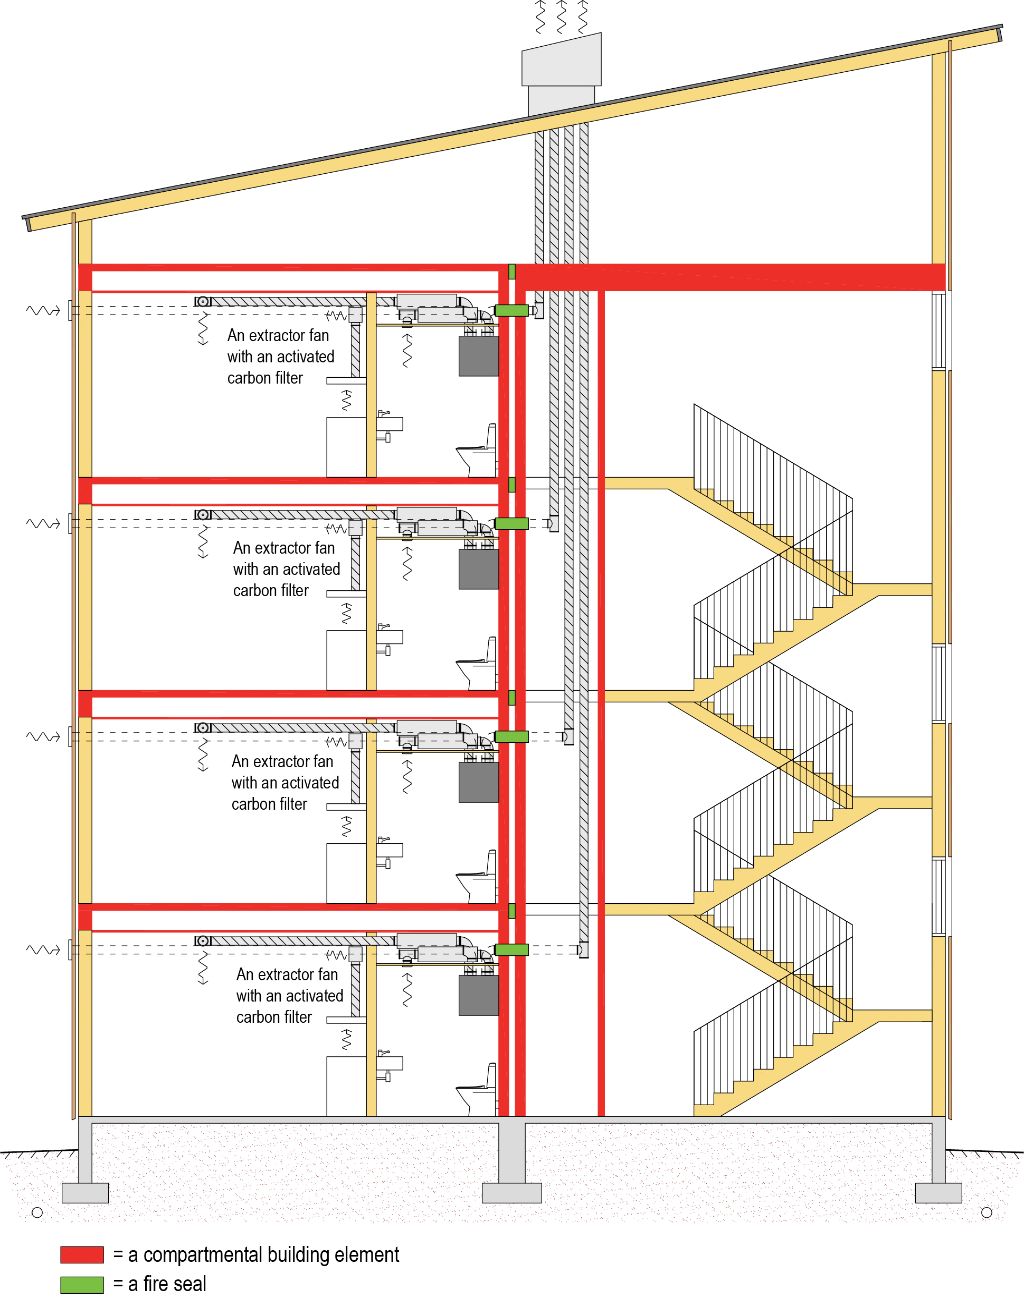 An extractor fan
with an activated
carbon filter
An extractor fan
with an activated
carbon filter
An extractor fan
with an activated
carbon filter
An extractor fan
with an activated
carbon filter
= a compartmental building element
= a fire seal